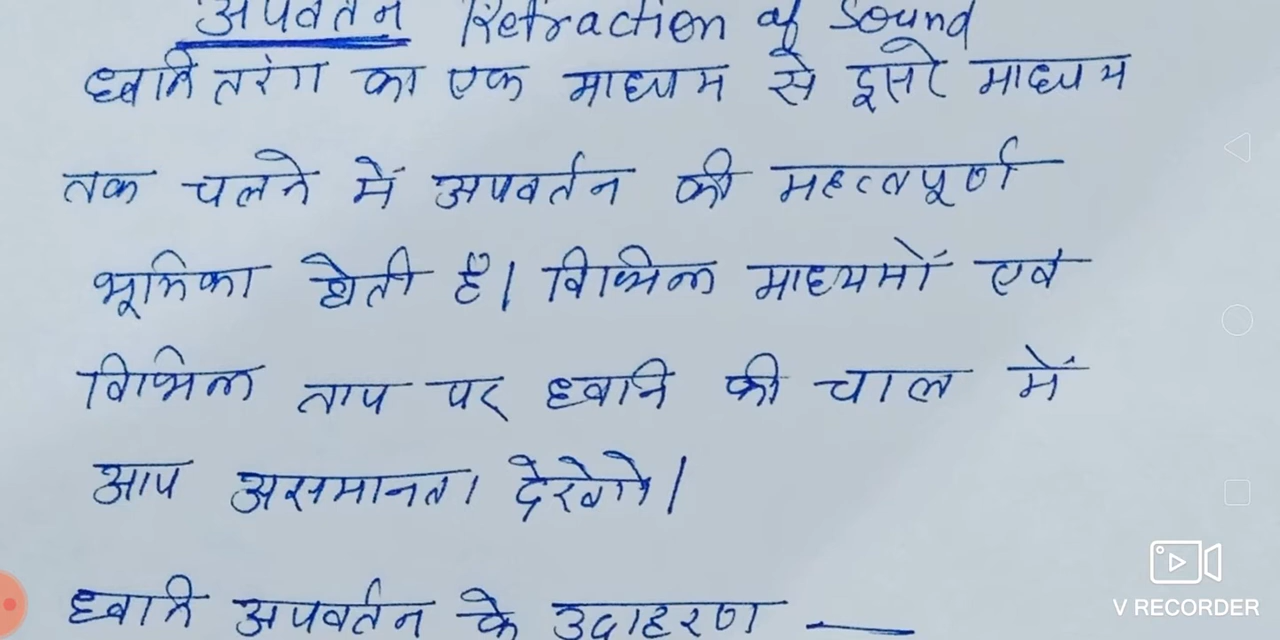 अपवर्तन Refraction of Sound
ध्वनि तरंग का एक माध्यम से दूसरे माध्यम
तक चलने में अपवर्तन की महत्वपूर्ण
भूमिका होती है। विभिन्न माध्यमों एवं
विभिन्न ताप पर ध्वनि की चाल में
आप असमानता देखेंगे।
ध्वनि अपवर्तन के उदाहरण —
V RECORDER